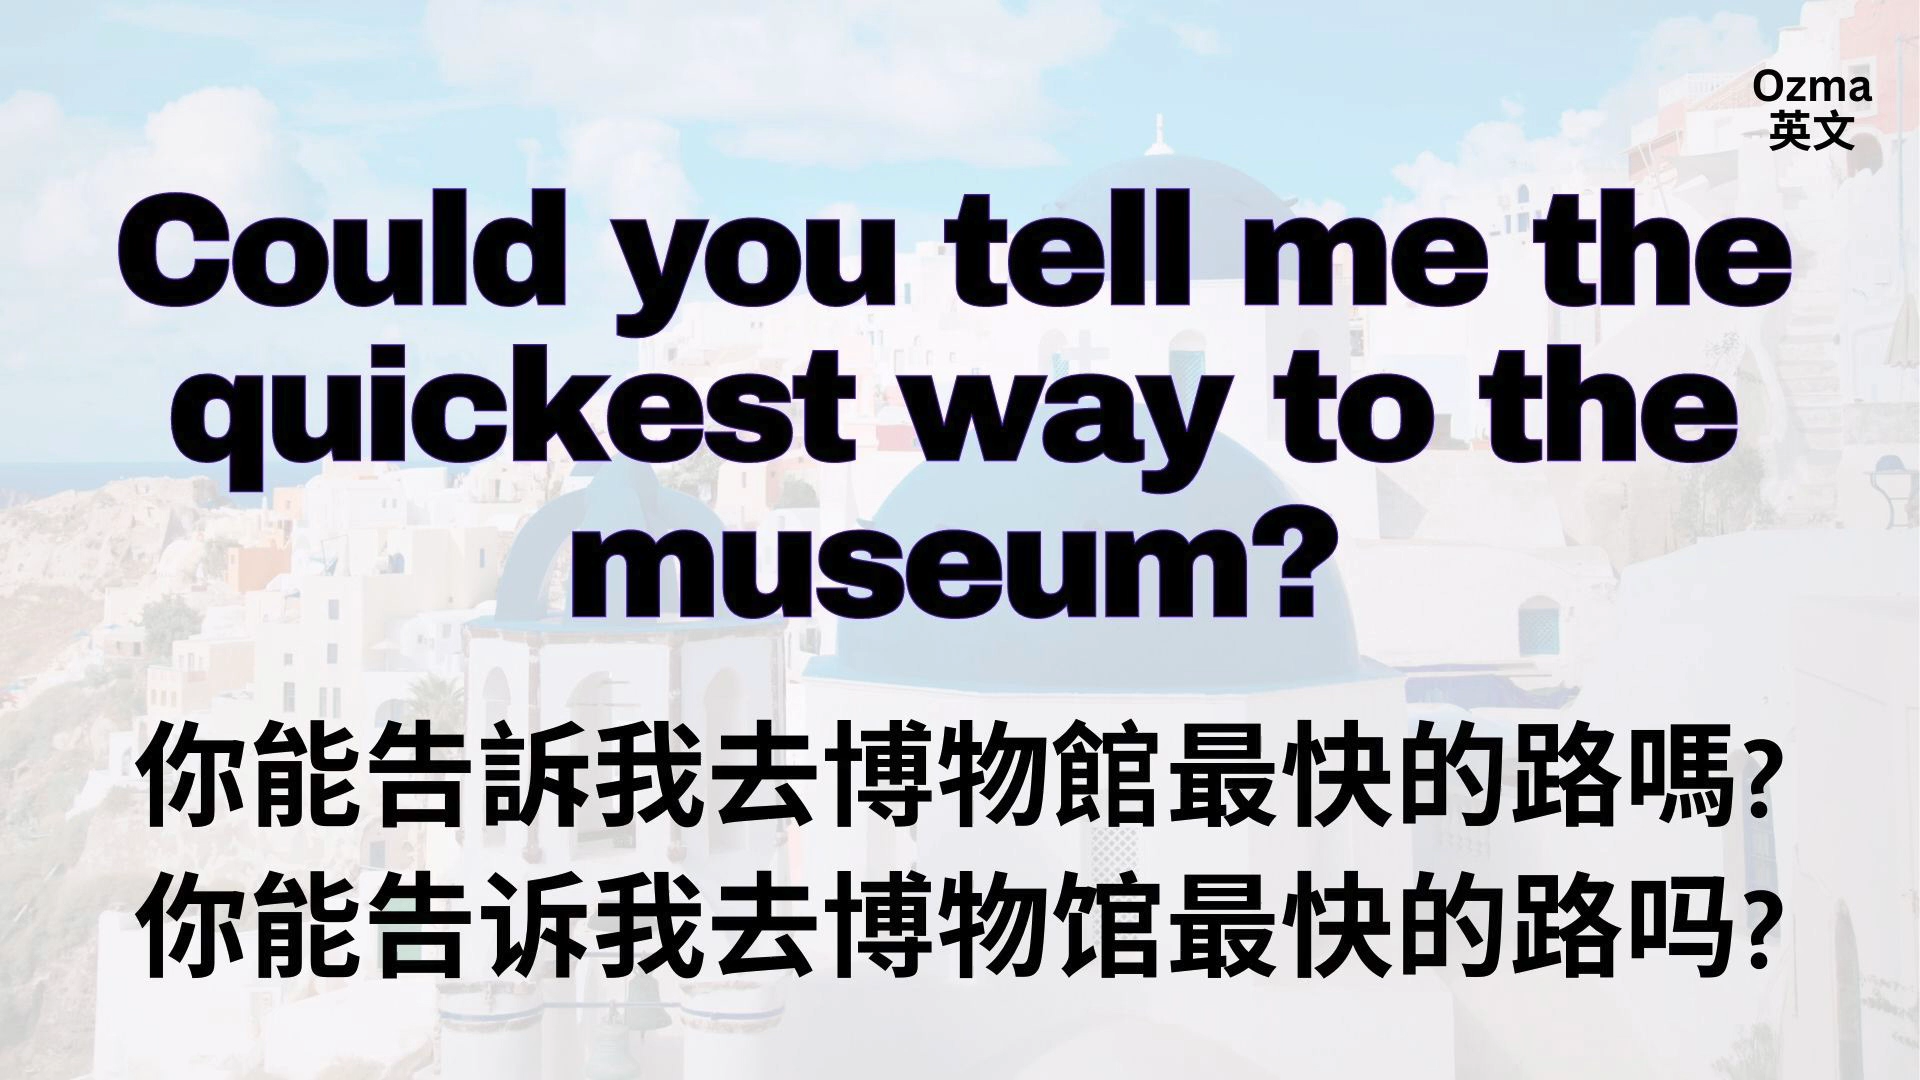 Ozma
英文
Could you tell me the
quickest way to the
museum?
你能告訴我去博物館最快的路嗎?
你能告诉我去博物馆最快的路吗?